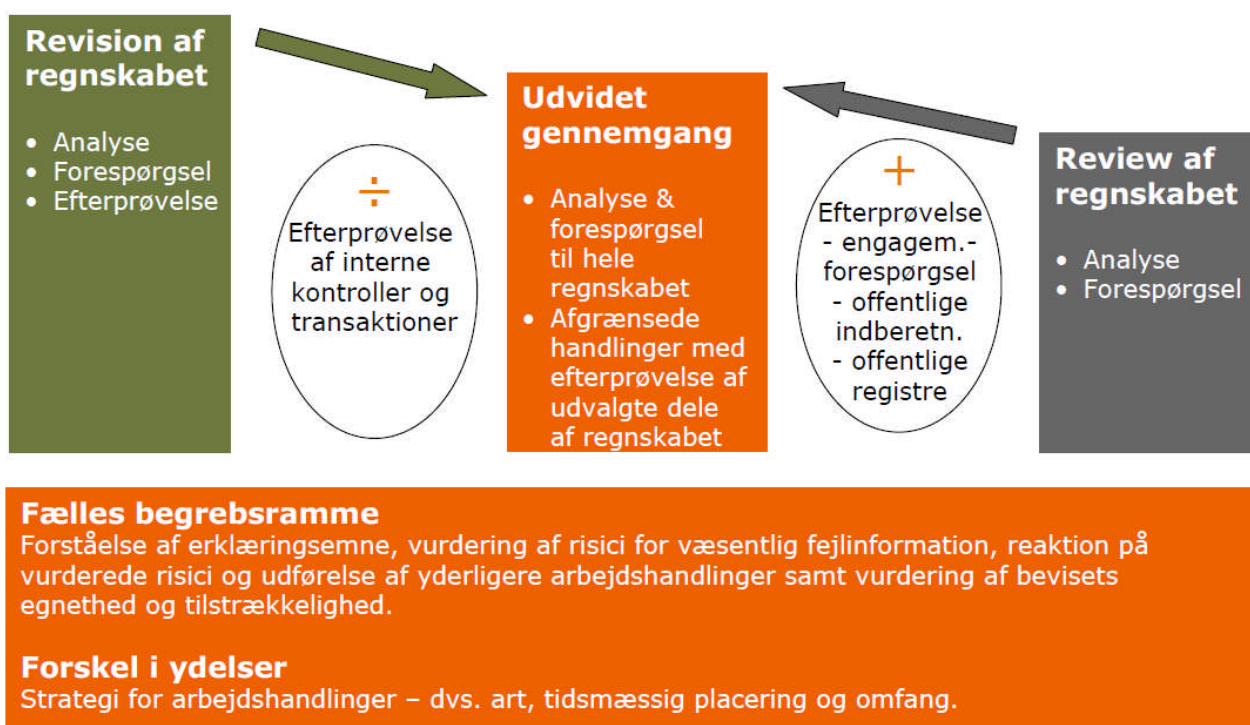 Revision af
regnskabet
• Analyse
• Forespørgsel
• Efterprøvelse
÷
Efterprøvelse
af interne
kontroller og
transaktioner
Udvidet
gennemgang
• Analyse &
forespørgsel
til hele
regnskabet
• Afgrænsede
handlinger med
efterprøvelse af
udvalgte dele
af regnskabet
+
Efterprøvelse
- engagem.-
forespørgsel
- offentlige
indberetn.
- offentlige
registre
Review af
regnskabet
• Analyse
• Forespørgsel
Fælles begrebsramme
Forståelse af erklæringsemne, vurdering af risici for væsentlig fejlinformation, reaktion på
vurderede risici og udførelse af yderligere arbejdshandlinger samt vurdering af bevisets
egnethed og tilstrækkelighed.
Forskel i ydelser
Strategi for arbejdshandlinger – dvs. art, tidsmæssig placering og omfang.